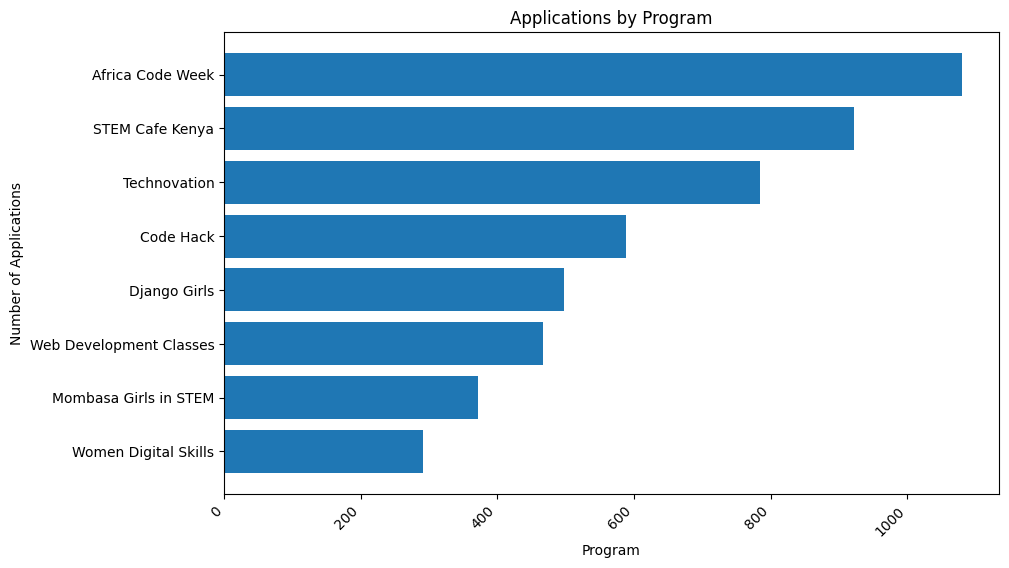 Applications by Program
Number of Applications
Africa Code Week
STEM Cafe Kenya
Technovation
Code Hack
Django Girls
Web Development Classes
Mombasa Girls in STEM
Women Digital Skills
0
200
400
600
800
1000
Program